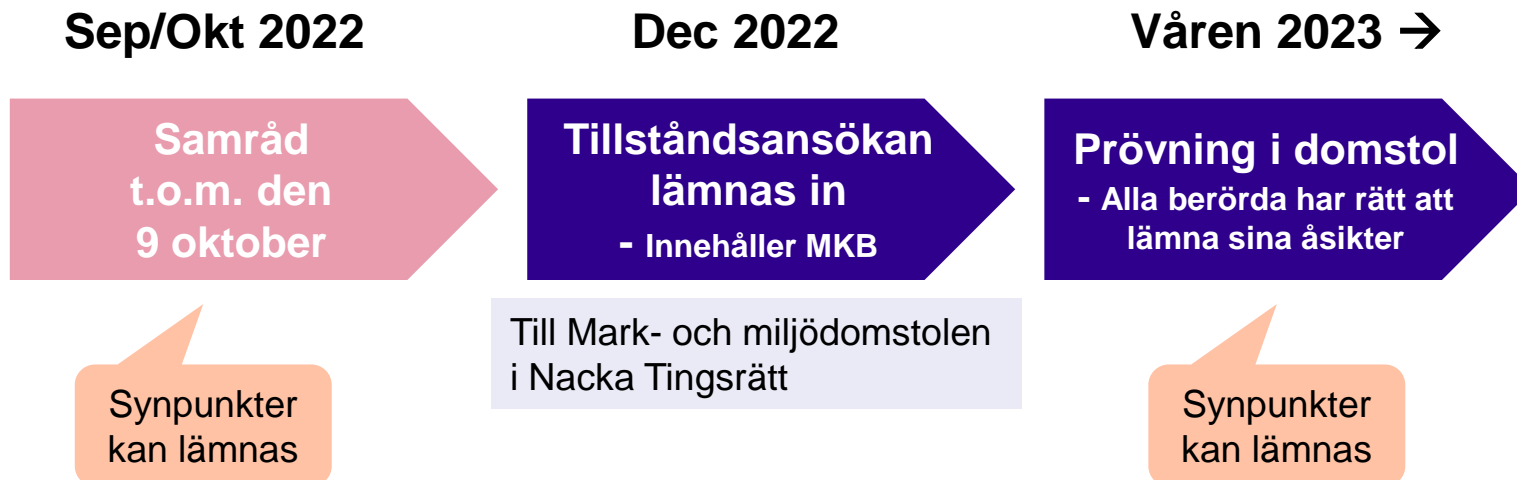 Sep/Okt 2022
Dec 2022
Våren 2023 →
Samråd
t.o.m. den
9 oktober
Tillståndsansökan
lämnas in
- Innehåller MKB
Prövning i domstol
- Alla berörda har rätt att
lämna sina åsikter
Till Mark- och miljödomstolen
i Nacka Tingsrätt
Synpunkter
kan lämnas
Synpunkter
kan lämnas